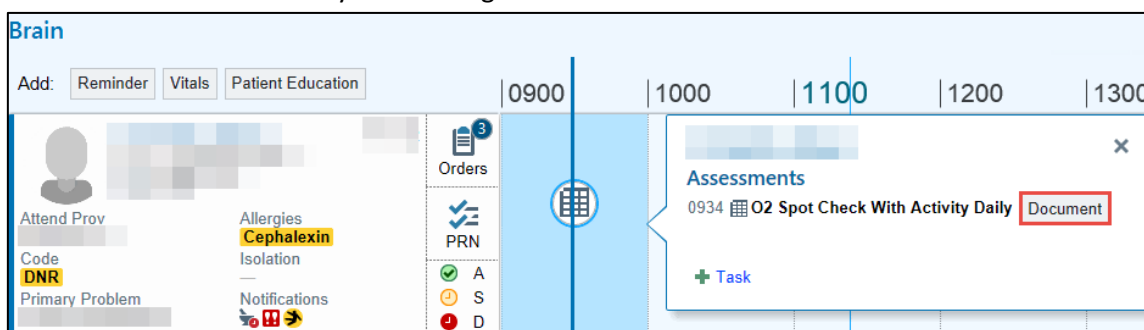 Brain
Add: Reminder Vitals Patient Education
0900 1000 1100 1200 1300
3
Orders
PRN
A
S
D
Attend Prov
Allergies
Cephalexin
Code
DNR
Isolation
—
Primary Problem
Notifications
Assessments
0934 O2 Spot Check With Activity Daily Document
+ Task